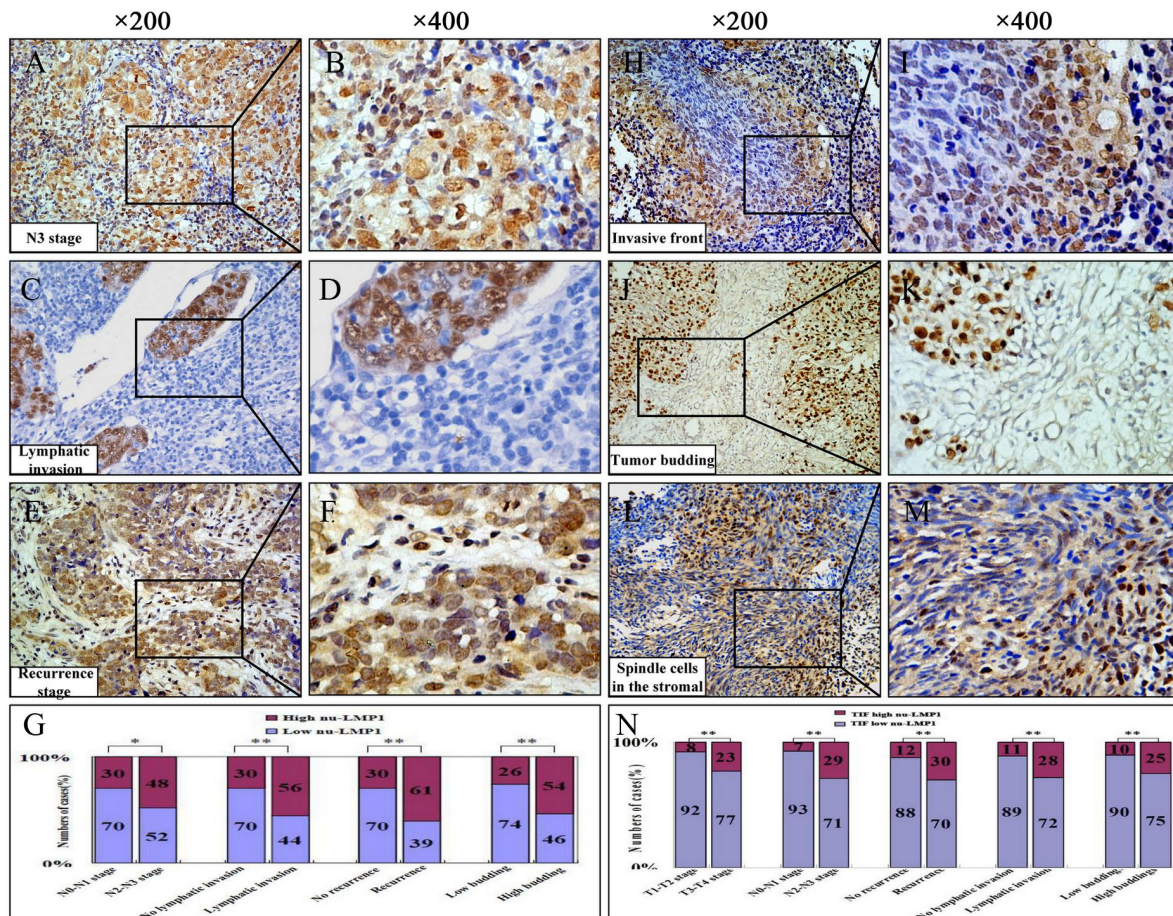 ×200
×400
×200
×400
A
B
N3 stage
H
I
Invasive front
C
D
Lymphatic
invasion
J
K
Tumor budding
E
F
Recurrence
stage
L
M
Spindle cells
in the stromal
G
High nu-LMP1
Low nu-LMP1
* ** ** **
100%
Numbers of cases(%)
0%
30 48 30 56 30 61 26 54
70 52 70 44 70 39 74 46
N0-N1 stage
N2-N3 stage
No lymphatic invasion
Lymphatic invasion
No recurrence
Recurrence
Low budding
High budding
N
TIF high nu-LMP1
TIF low nu-LMP1
** ** ** ** **
100%
Numbers of cases(%)
0%
8 23 7 29 12 30 11 28 10 25
92 77 93 71 88 70 89 72 90 75
T1-T2 stage
T3-T4 stage
N0-N1 stage
N2-N3 stage
No recurrence
Recurrence
No lymphatic invasion
Lymphatic invasion
Low budding
High buddings